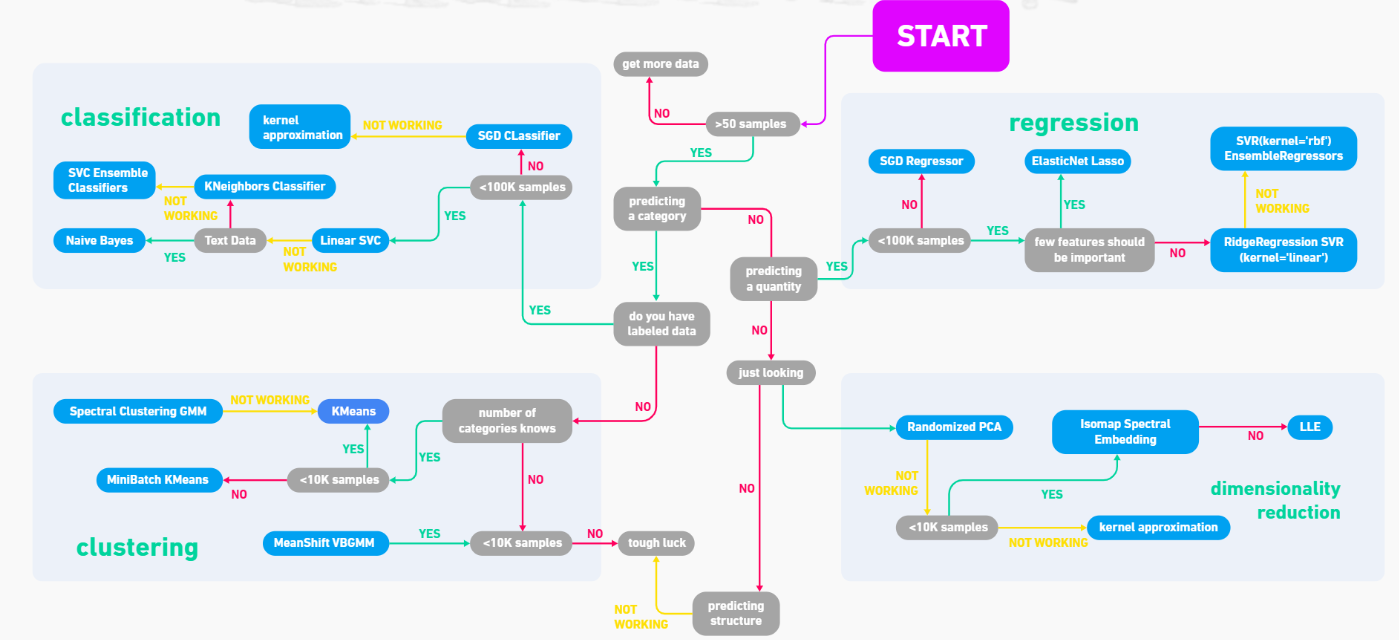 START
get more data
NO
>50 samples
YES
predicting
a category
NO
YES
predicting
a quantity
YES
NO
do you have
labeled data
YES
NO
just looking
NO
classification
kernel
approximation
NOT WORKING
SGD CLassifier
NO
<100K samples
SVC Ensemble
Classifiers
KNeighbors Classifier
NOT
WORKING
YES
Naive Bayes
YES
Text Data
NOT
WORKING
Linear SVC
regression
SGD Regressor
ElasticNet Lasso
SVR(kernel='rbf')
EnsembleRegressors
NO
YES
NOT
WORKING
<100K samples
YES
few features should
be important
NO
RidgeRegression SVR
(kernel='linear')
Spectral Clustering GMM
NOT WORKING
KMeans
number of
categories knows
YES
YES
MiniBatch KMeans
NO
<10K samples
NO
clustering
MeanShift VBGMM
YES
<10K samples
NO
tough luck
NOT
WORKING
predicting
structure
Randomized PCA
Isomap Spectral
Embedding
NO
LLE
NOT
WORKING
YES
<10K samples
NOT WORKING
kernel approximation
dimensionality
reduction